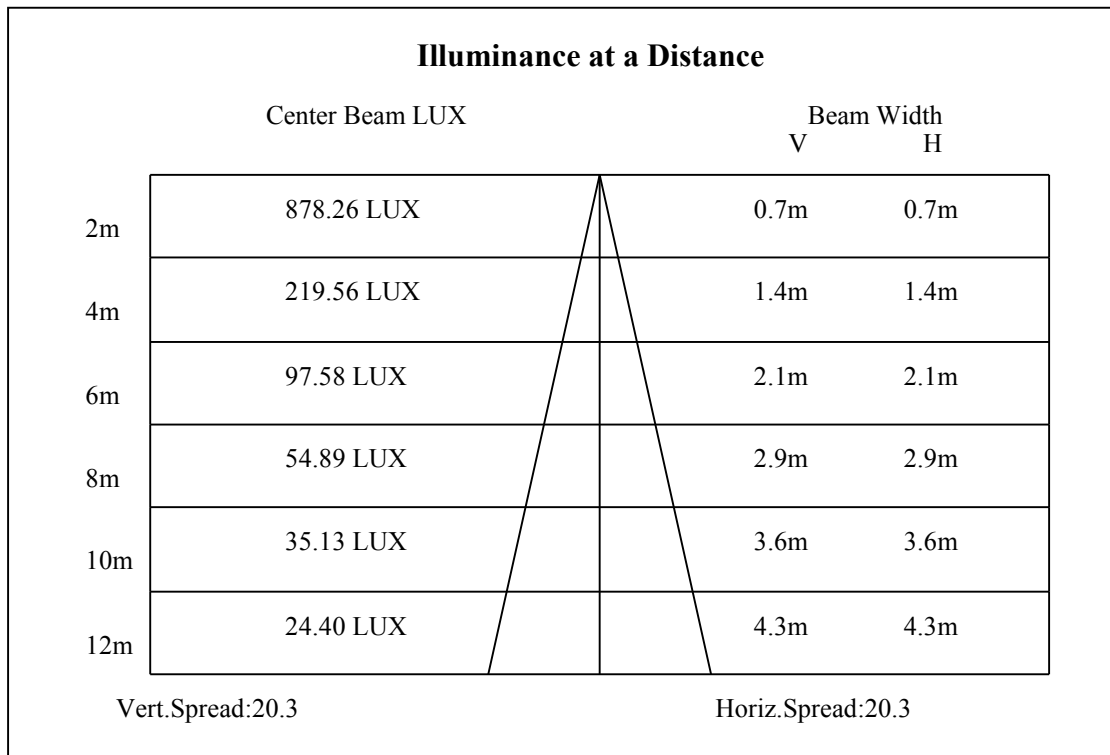 Illuminance at a Distance
Center Beam LUX Beam Width
V H
2m 878.26 LUX 0.7m 0.7m
4m 219.56 LUX 1.4m 1.4m
6m 97.58 LUX 2.1m 2.1m
8m 54.89 LUX 2.9m 2.9m
10m 35.13 LUX 3.6m 3.6m
12m 24.40 LUX 4.3m 4.3m
Vert.Spread:20.3 Horiz.Spread:20.3